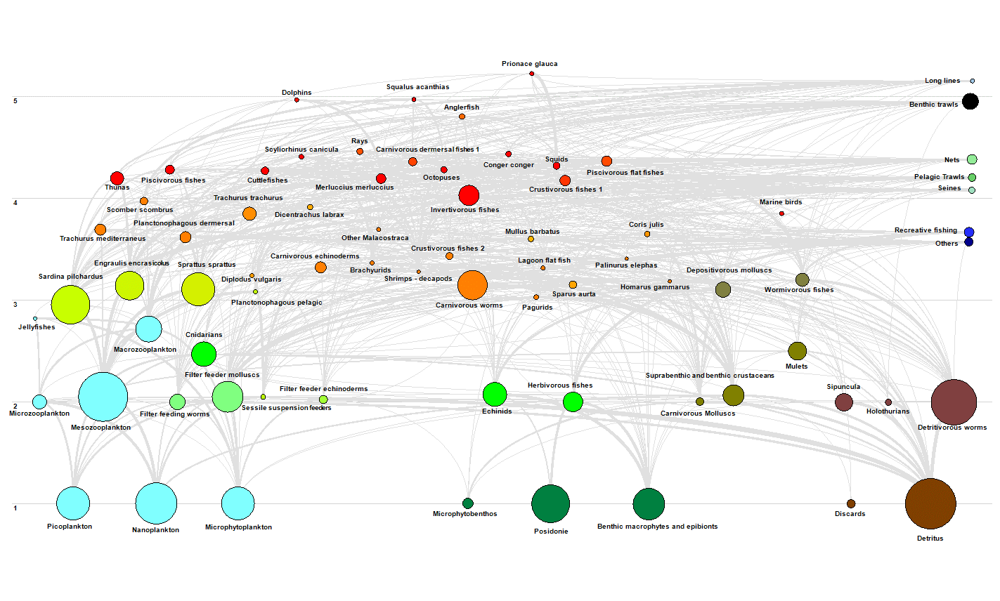 Prionace glauca
Long lines
Squalus acanthias
Dolphins
5
Benthic trawls
Anglerfish
Rays
Scyliorhinus canicula
Carnivorous dermersal fishes 1
Squids
Nets
Conger conger
Piscivorous flat fishes
Octopuses
Pelagic Trawls
Piscivorous fishes
Cuttlefishes
Thunas
Merluccius merluccius
Crustivorous fishes 1
Seines
Trachurus trachurus
4
Marine birds
Scomber scombrus
Invertivorous fishes
Dicentrachus labrax
Planctonophagous dermersal
Coris julis
Mullus barbatus
Recreative fishing
Trachurus mediterraneus
Other Malacostraca
Others
Crustivorous fishes 2
Carnivorous echinoderms
Lagoon flat fish
Engraulis encrasicolus
Sprattus sprattus
Palinurus elephas
Brachyurids
Depositivorous molluscs
Sardina pilchardus
Diplodus vulgaris
Shrimps - decapods
Homarus gammarus
Wormivorous fishes
Sparus aurta
Planctonophagous pelagic
3
Carnivorous worms
Pagurids
Jellyfishes
Cnidarians
Macrozooplankton
Mulets
Filter feeder molluscs
Suprabenthic and benthic crustaceans
Herbivorous fishes
Sipuncula
Filter feeder echinoderms
2
Sessile suspension feeders
Echinids
Holothurians
Microzooplankton
Filter feeding worms
Carnivorous Molluscs
Mesozooplankton
Detritivorous worms
1
Microphytobenthos
Discards
Picoplankton
Microphytoplankton
Benthic macrophytes and epibionts
Nanoplankton
Posidonie
Detritus